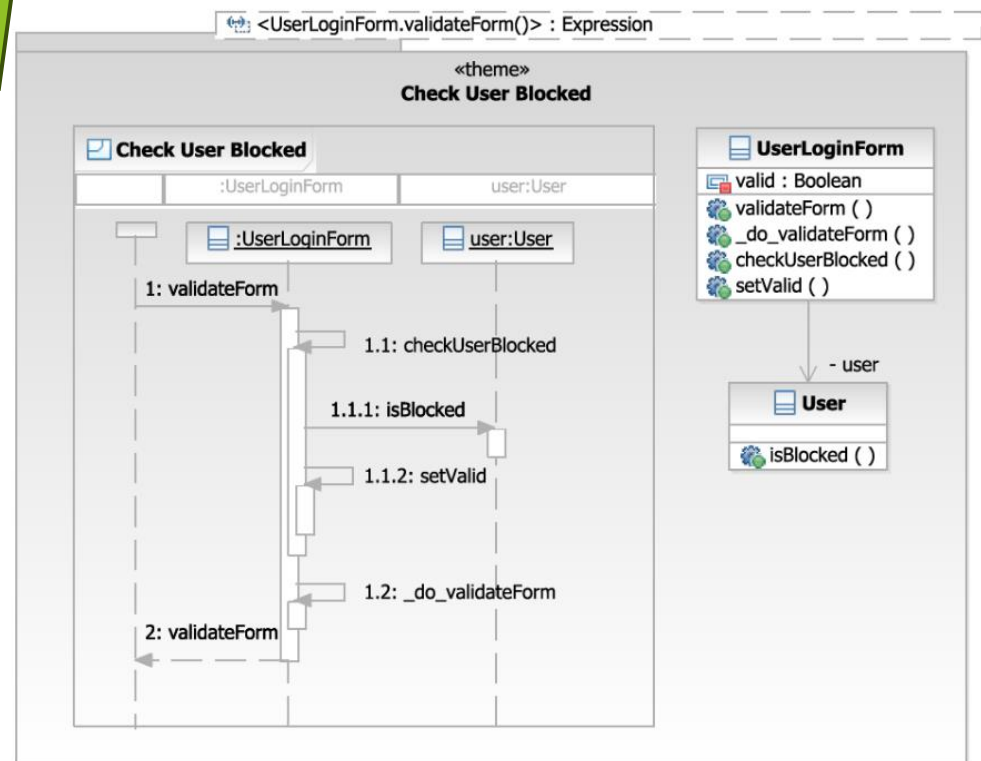 <UserLoginForm.validateForm()> : Expression
«theme»
Check User Blocked
Check User Blocked
:UserLoginForm
user:User
:UserLoginForm
user:User
1: validateForm
1.1: checkUserBlocked
1.1.1: isBlocked
1.1.2: setValid
1.2: _do_validateForm
2: validateForm
UserLoginForm
valid : Boolean
validateForm ( )
_do_validateForm ( )
checkUserBlocked ( )
setValid ( )
- user
User
isBlocked ( )